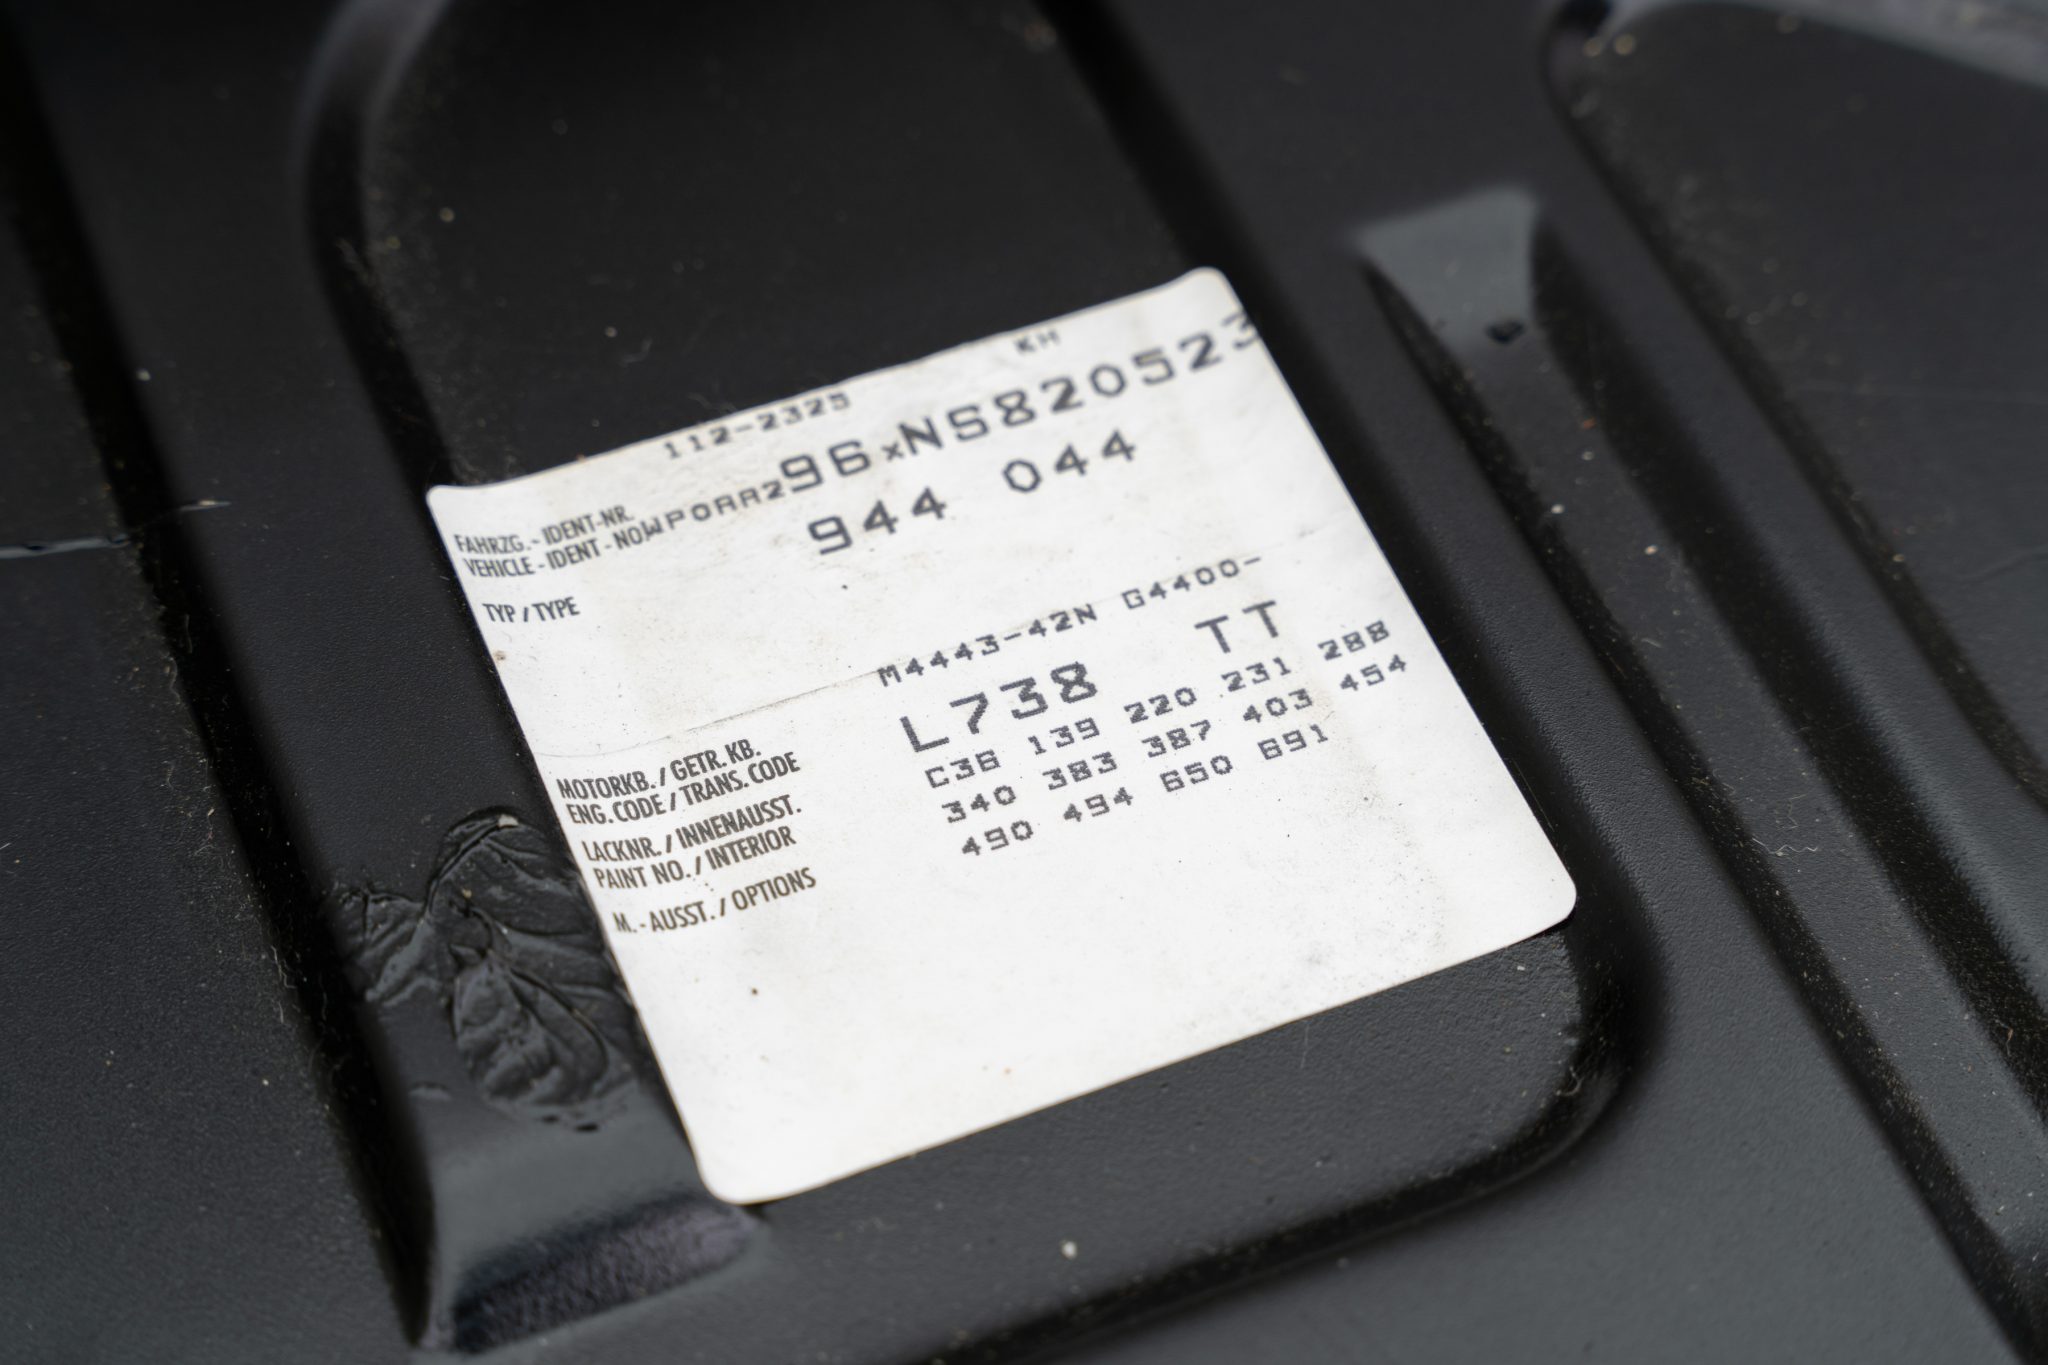 112-2325 KH
FAHRZG.-IDENT-NR.
VEHICLE-IDENT-NO. WP0AA296xNS820523
TYP / TYPE 944 044
MOTORKB. / GETR. KB. M4443-42N G4400-
ENG. CODE / TRANS. CODE
LACKNR. / INNENAUSST. L738 TT
PAINT NO. / INTERIOR
M.-AUSST. / OPTIONS C36 139 220 231 288
340 383 387 403 454
490 494 650 691